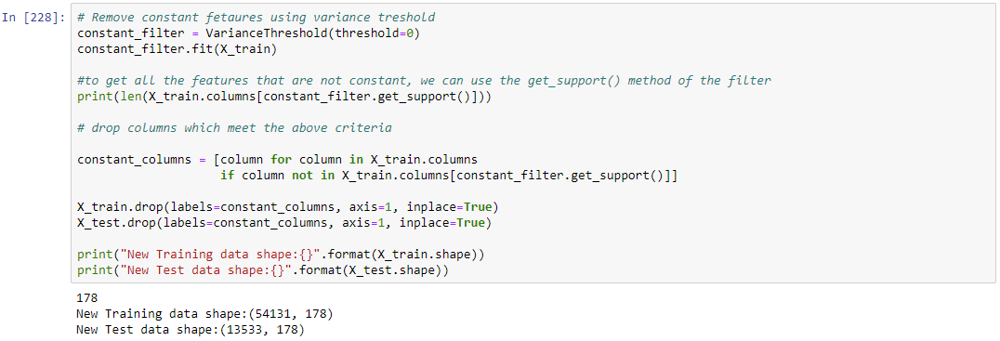 In [228]: # Remove constant fetaures using variance treshold
constant_filter = VarianceThreshold(threshold=0)
constant_filter.fit(X_train)
#to get all the features that are not constant, we can use the get_support() method of the filter
print(len(X_train.columns[constant_filter.get_support()]))
# drop columns which meet the above criteria
constant_columns = [column for column in X_train.columns
if column not in X_train.columns[constant_filter.get_support()]]
X_train.drop(labels=constant_columns, axis=1, inplace=True)
X_test.drop(labels=constant_columns, axis=1, inplace=True)
print("New Training data shape:{}".format(X_train.shape))
print("New Test data shape:{}".format(X_test.shape))
178
New Training data shape:(54131, 178)
New Test data shape:(13533, 178)